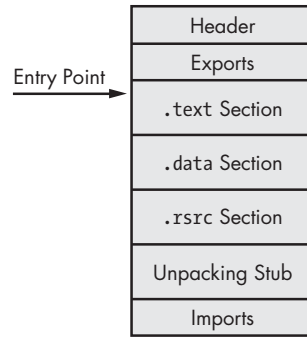 Header
Exports
Entry Point
.text Section
.data Section
.rsrc Section
Unpacking Stub
Imports